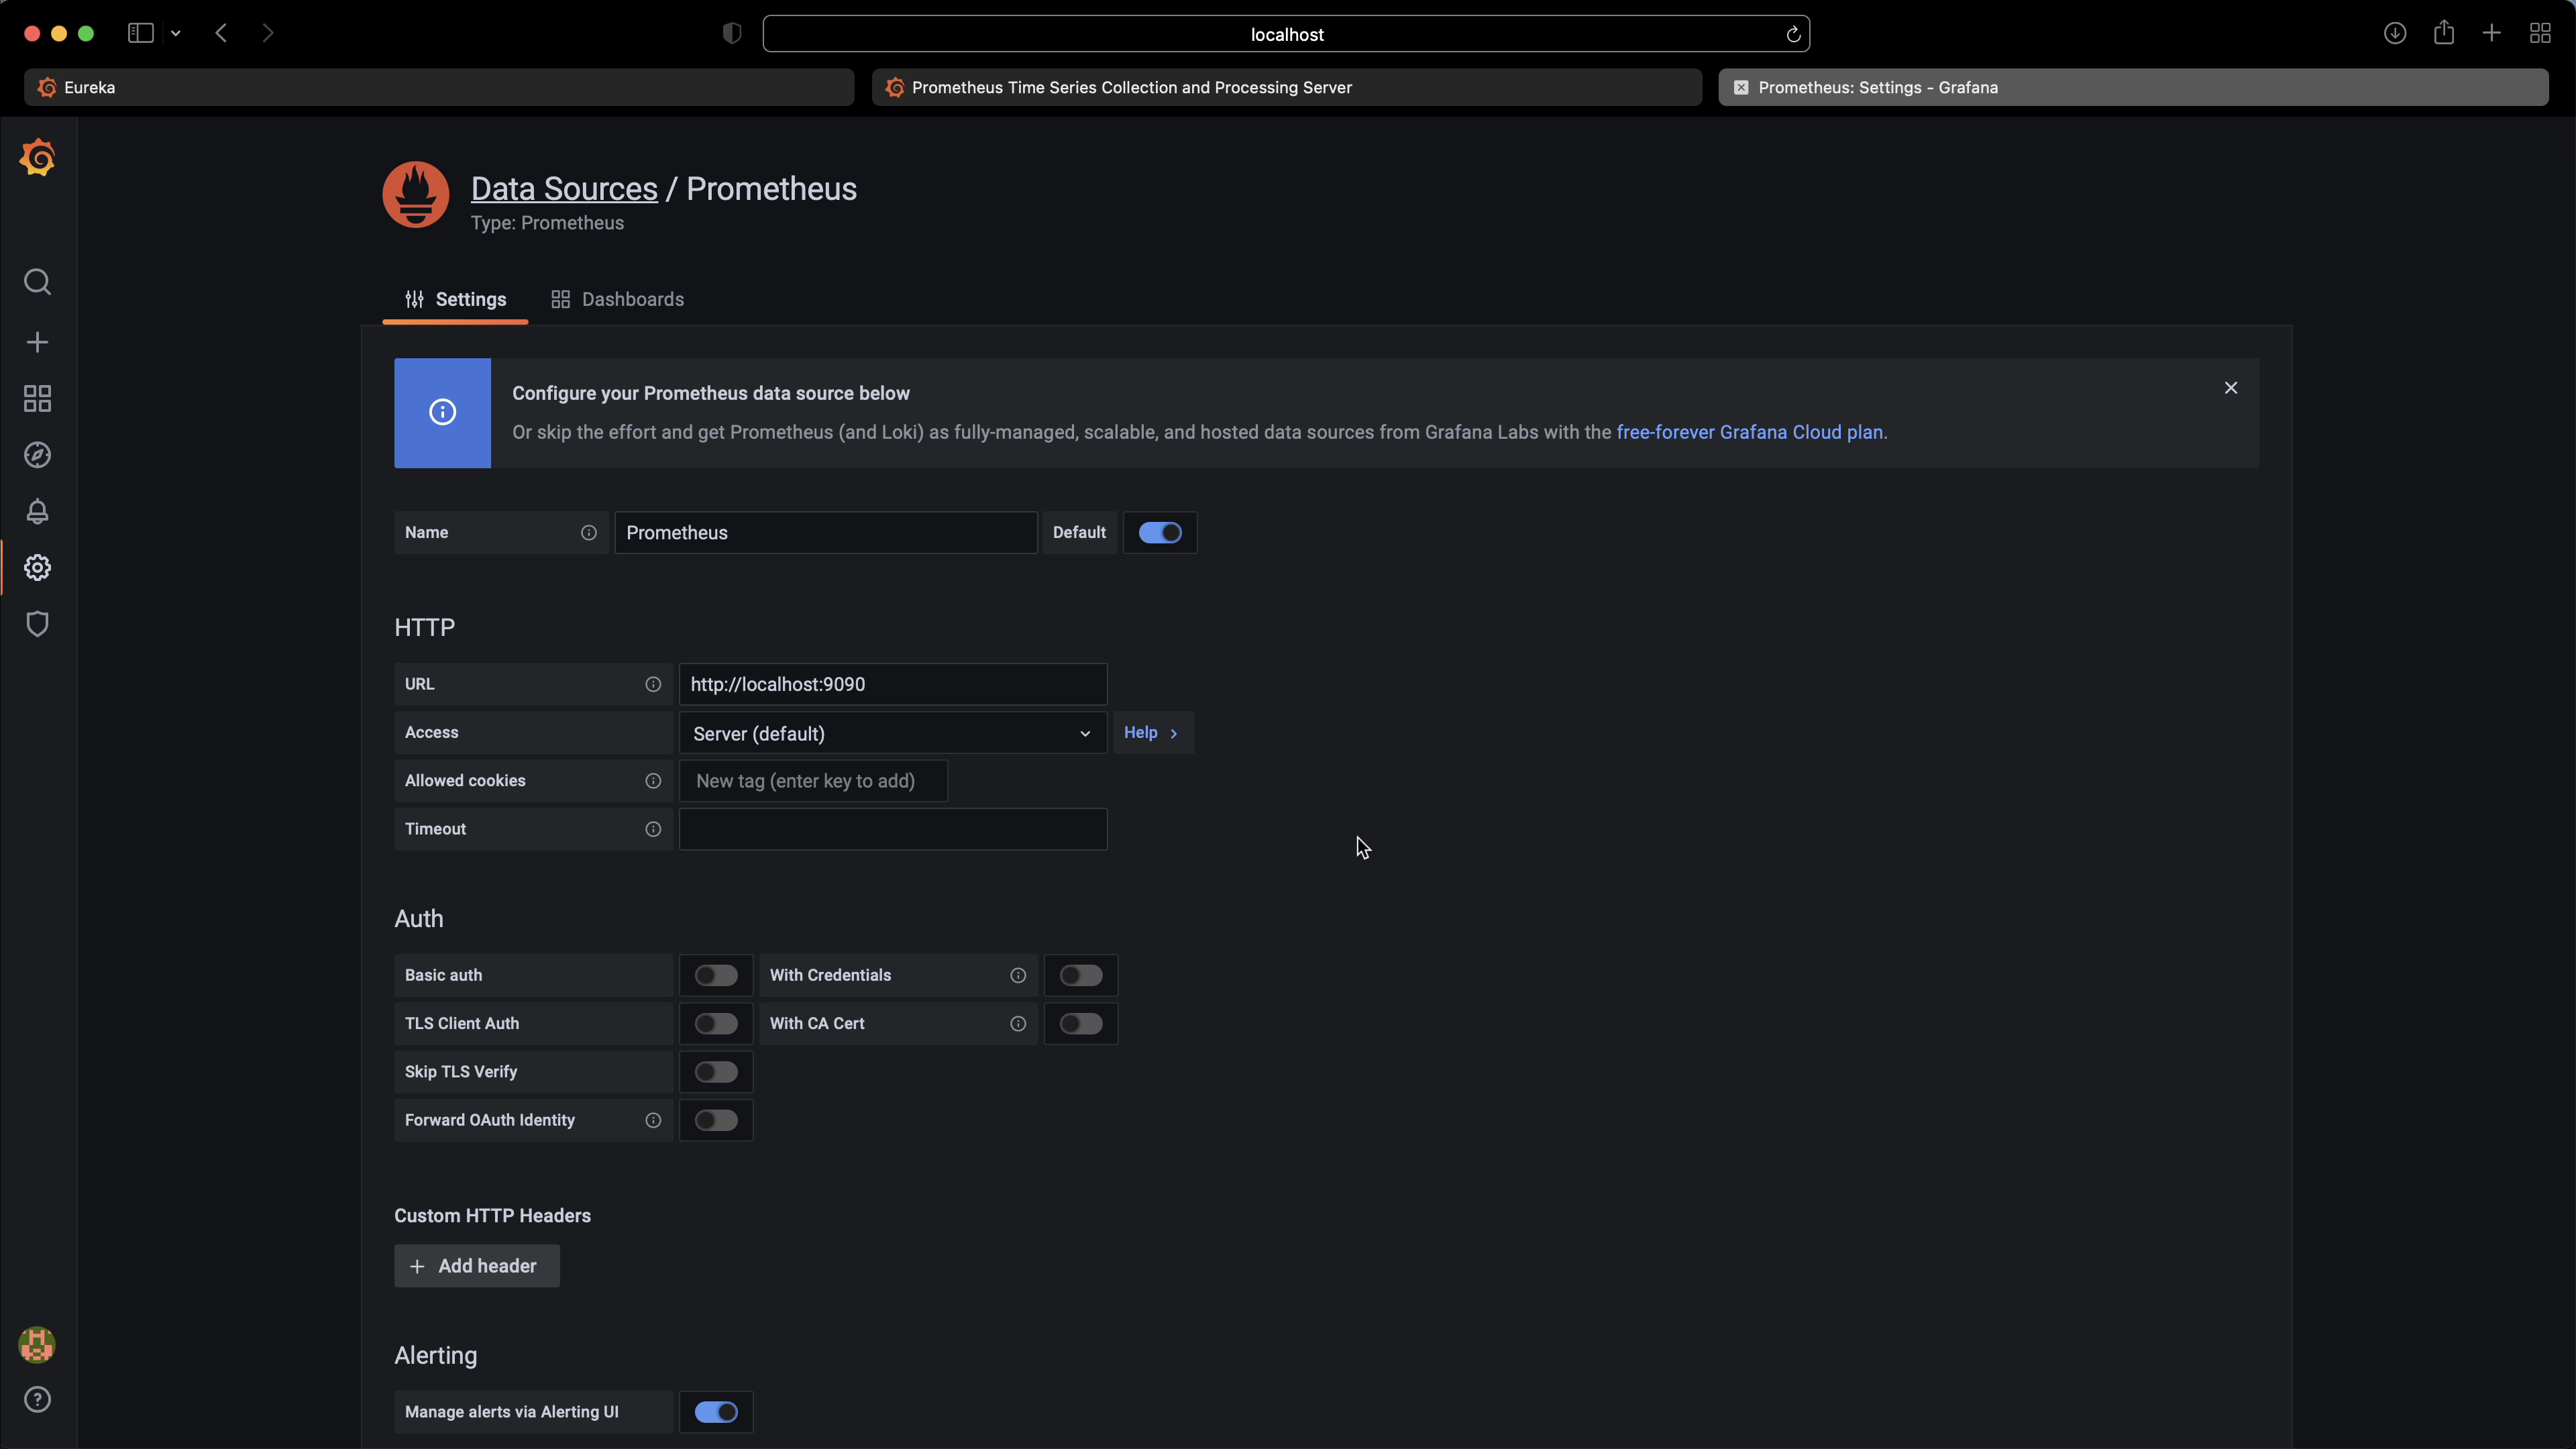 localhost
Eureka
Prometheus Time Series Collection and Processing Server
Prometheus: Settings - Grafana
Data Sources / Prometheus
Type: Prometheus
Settings
Dashboards
Configure your Prometheus data source below
Or skip the effort and get Prometheus (and Loki) as fully-managed, scalable, and hosted data sources from Grafana Labs with the free-forever Grafana Cloud plan.
Name
Prometheus
Default
HTTP
URL
http://localhost:9090
Access
Server (default)
Help
Allowed cookies
New tag (enter key to add)
Timeout
Auth
Basic auth
With Credentials
TLS Client Auth
With CA Cert
Skip TLS Verify
Forward OAuth Identity
Custom HTTP Headers
Add header
Alerting
Manage alerts via Alerting UI